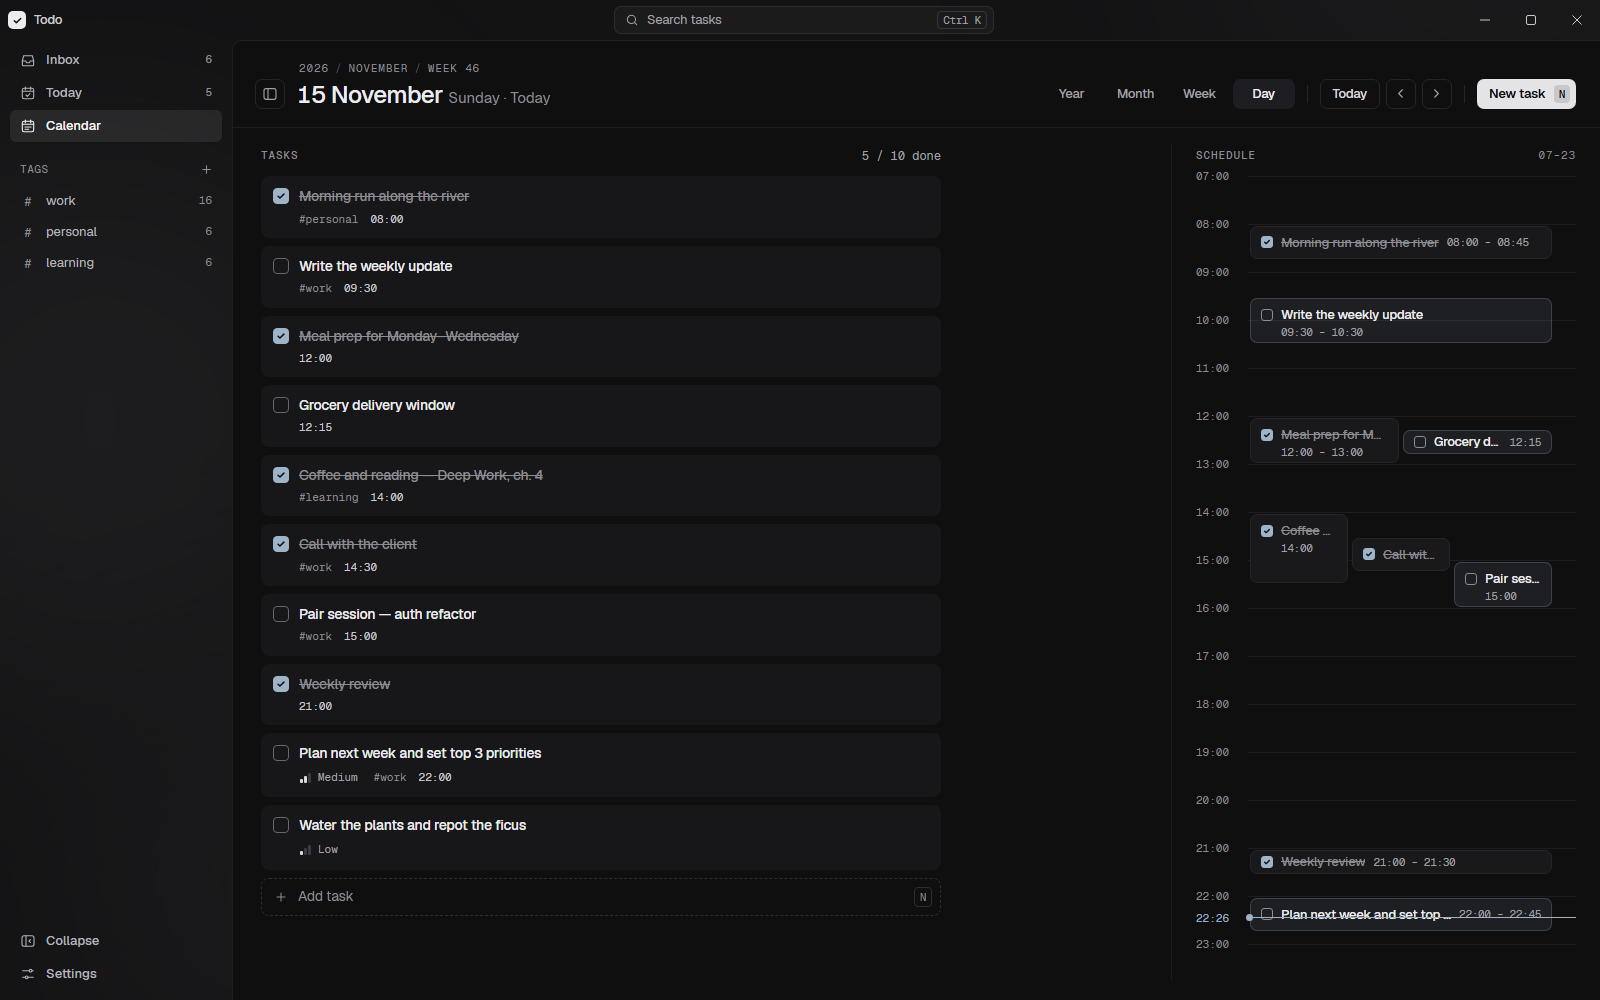 Todo
Search tasks
Ctrl K
Inbox 6
Today 5
Calendar
TAGS
# work 16
# personal 6
# learning 6
Collapse
Settings
2026 / NOVEMBER / WEEK 46
15 November Sunday · Today
Year Month Week Day
Today
New task N
TASKS 5 / 10 done
Morning run along the river
#personal 08:00
Write the weekly update
#work 09:30
Meal prep for Monday–Wednesday
12:00
Grocery delivery window
12:15
Coffee and reading — Deep Work, ch. 4
#learning 14:00
Call with the client
#work 14:30
Pair session — auth refactor
#work 15:00
Weekly review
21:00
Plan next week and set top 3 priorities
Medium #work 22:00
Water the plants and repot the ficus
Low
Add task N
SCHEDULE 07–23
07:00
08:00
Morning run along the river 08:00 – 08:45
09:00
Write the weekly update
10:00
09:30 – 10:30
11:00
12:00
Meal prep for M…
12:00 – 13:00
Grocery d… 12:15
13:00
14:00
Coffee …
14:00
Call wit…
15:00
Pair ses…
15:00
16:00
17:00
18:00
19:00
20:00
21:00
Weekly review 21:00 – 21:30
22:00
Plan next week and set top … 22:00 – 22:45
22:26
23:00